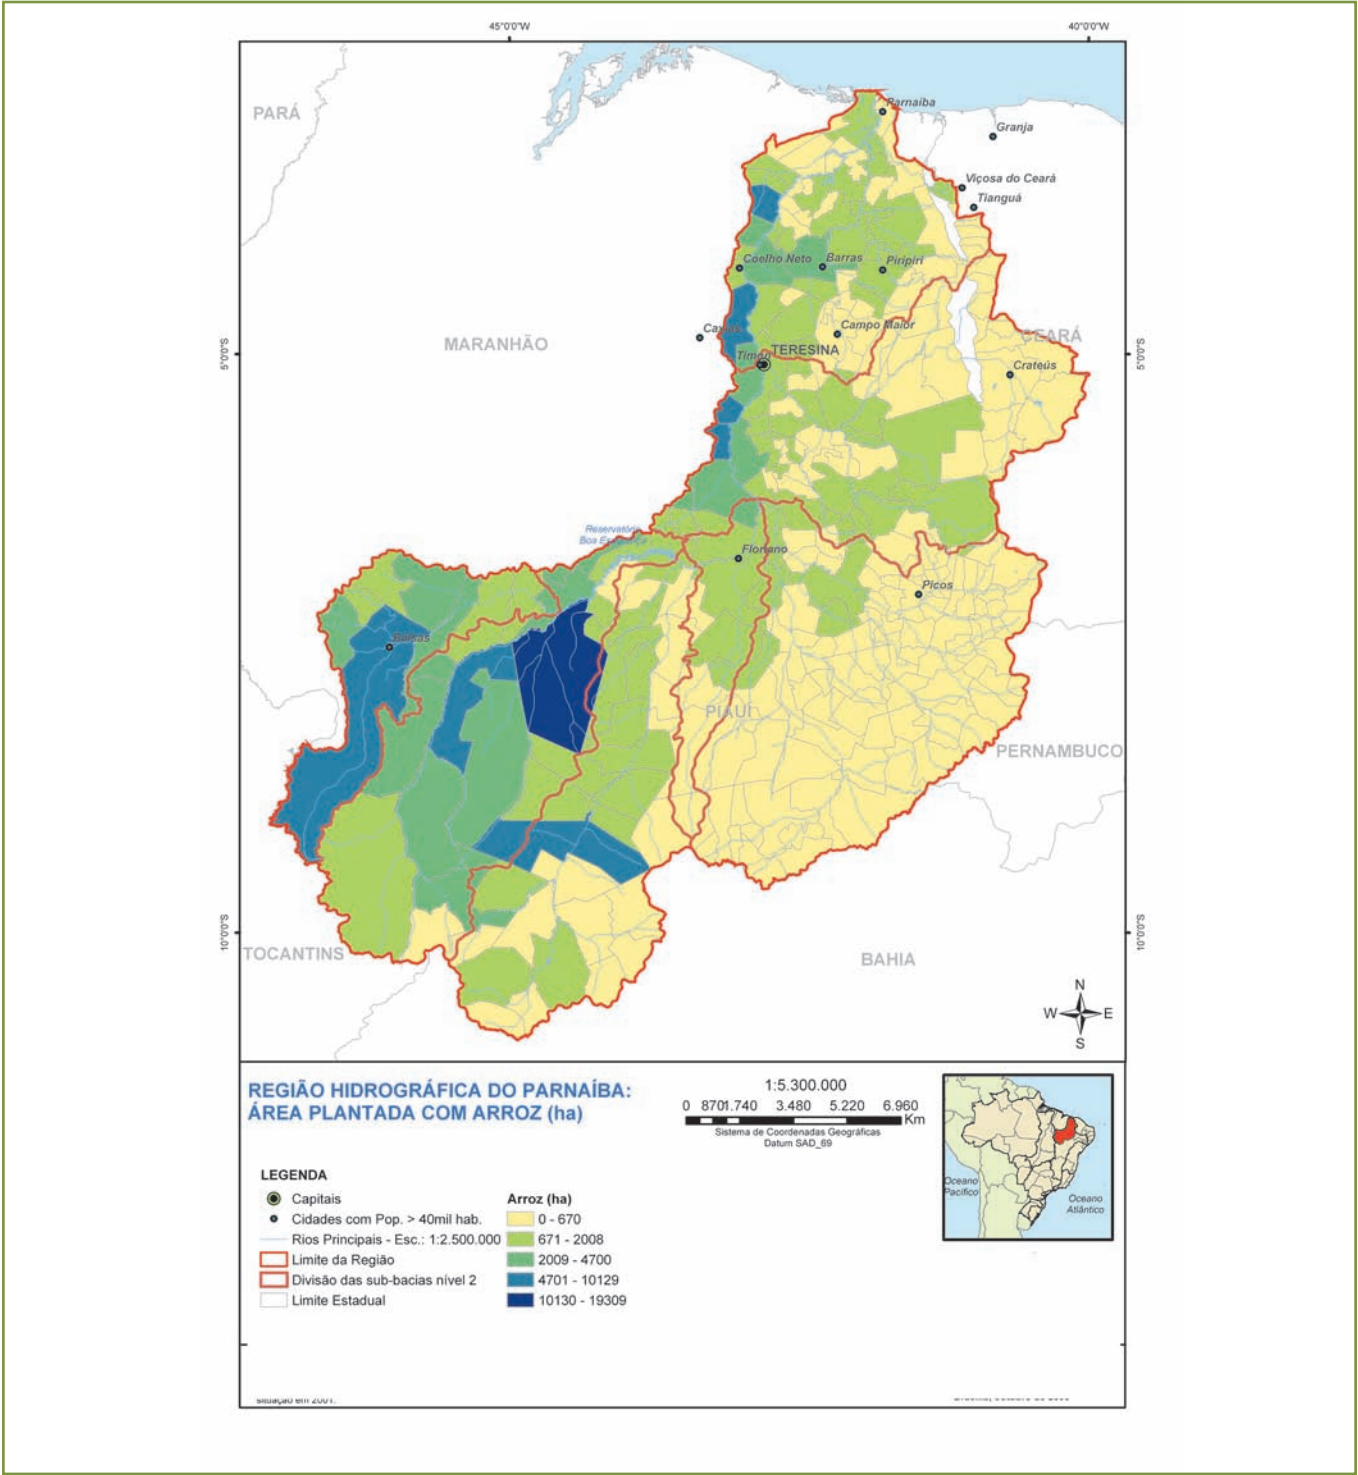 45°0'0"W 40°0'0"W
PARÁ
Parnaíba
Granja
Viçosa do Ceará
Tianguá
Coelho Neto Barras Piripiri
Campo Maior
MARANHÃO
CEARÁ
Timon TERESINA
5°0'0"S 5°0'0"S
Crateús
Reservatório
Floriano
Picos
Balsas
PIAUÍ
PERNAMBUCO
10°0'0"S 10°0'0"S
TOCANTINS
BAHIA
N
W E
S
REGIÃO HIDROGRÁFICA DO PARNAÍBA:
ÁREA PLANTADA COM ARROZ (ha)
1:5.300.000
0 870 1.740 3.480 5.220 6.960
Km
Sistema de Coordenadas Geográficas
Datum SAD_69
Oceano
Pacífico
Oceano
Atlântico
LEGENDA
Capitais
Cidades com Pop. > 40mil hab.
Rios Principais - Esc.: 1:2.500.000
Limite da Região
Divisão das sub-bacias nível 2
Limite Estadual
Arroz (ha)
0 - 670
671 - 2008
2009 - 4700
4701 - 10129
10130 - 19309
situação em 2001.